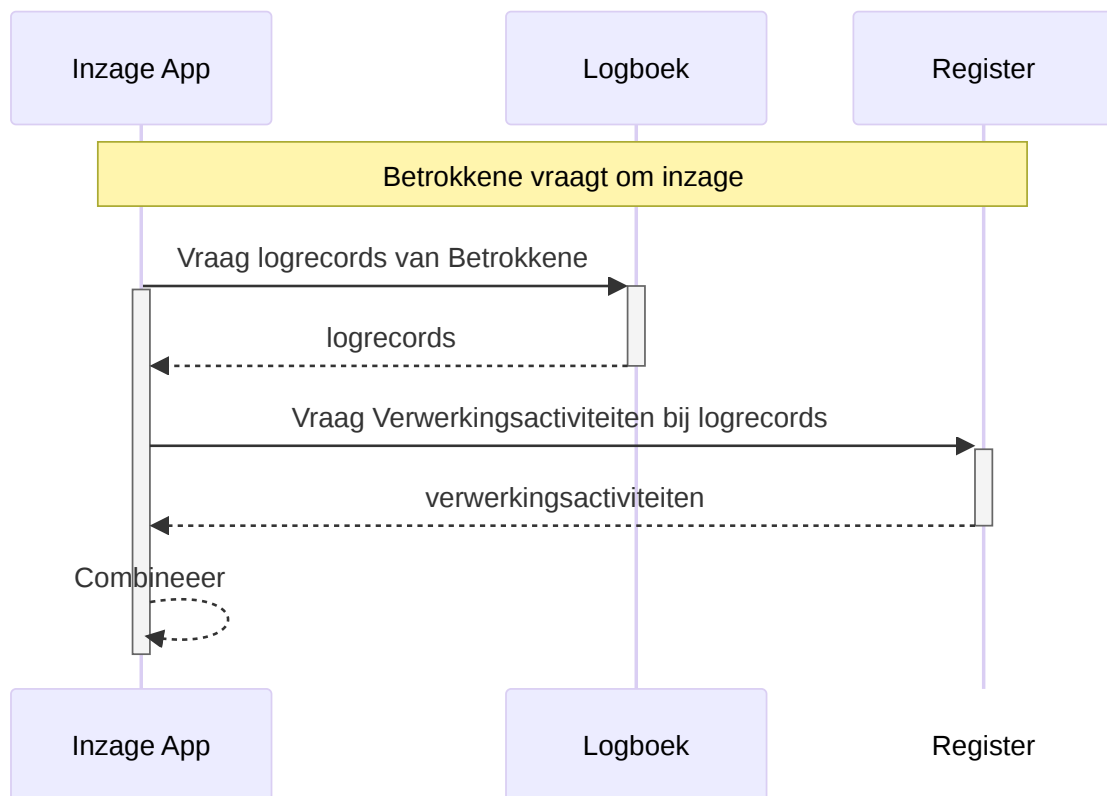 Inzage App
Logboek
Register
Betrokkene vraagt om inzage
Vraag logrecords van Betrokkene
logrecords
Vraag Verwerkingsactiviteiten bij logrecords
verwerkingsactiviteiten
Combineeer
Inzage App
Logboek
Register